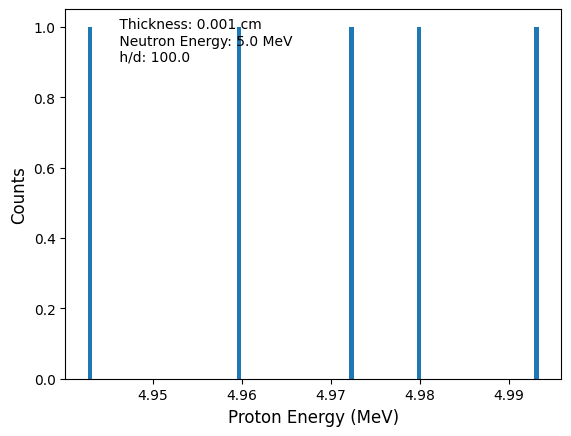 Thickness: 0.001 cm
Neutron Energy: 5.0 MeV
h/d: 100.0
Counts
1.0
0.8
0.6
0.4
0.2
0.0
4.95 4.96 4.97 4.98 4.99
Proton Energy (MeV)